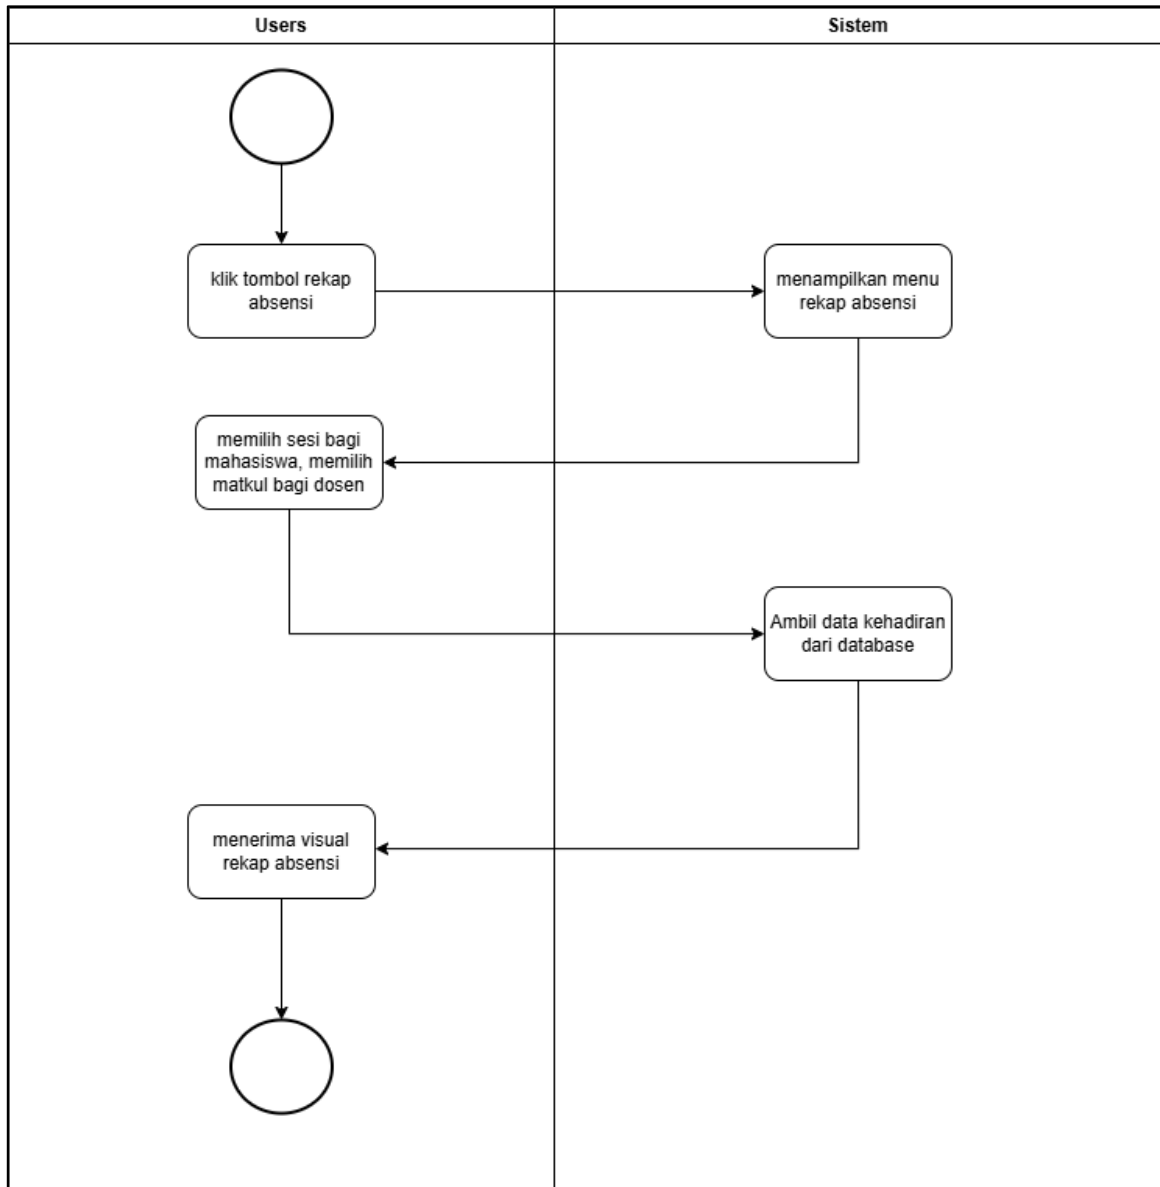 Users
Sistem
klik tombol rekap
absensi
menampilkan menu
rekap absensi
memilih sesi bagi
mahasiswa, memilih
matkul bagi dosen
Ambil data kehadiran
dari database
menerima visual
rekap absensi